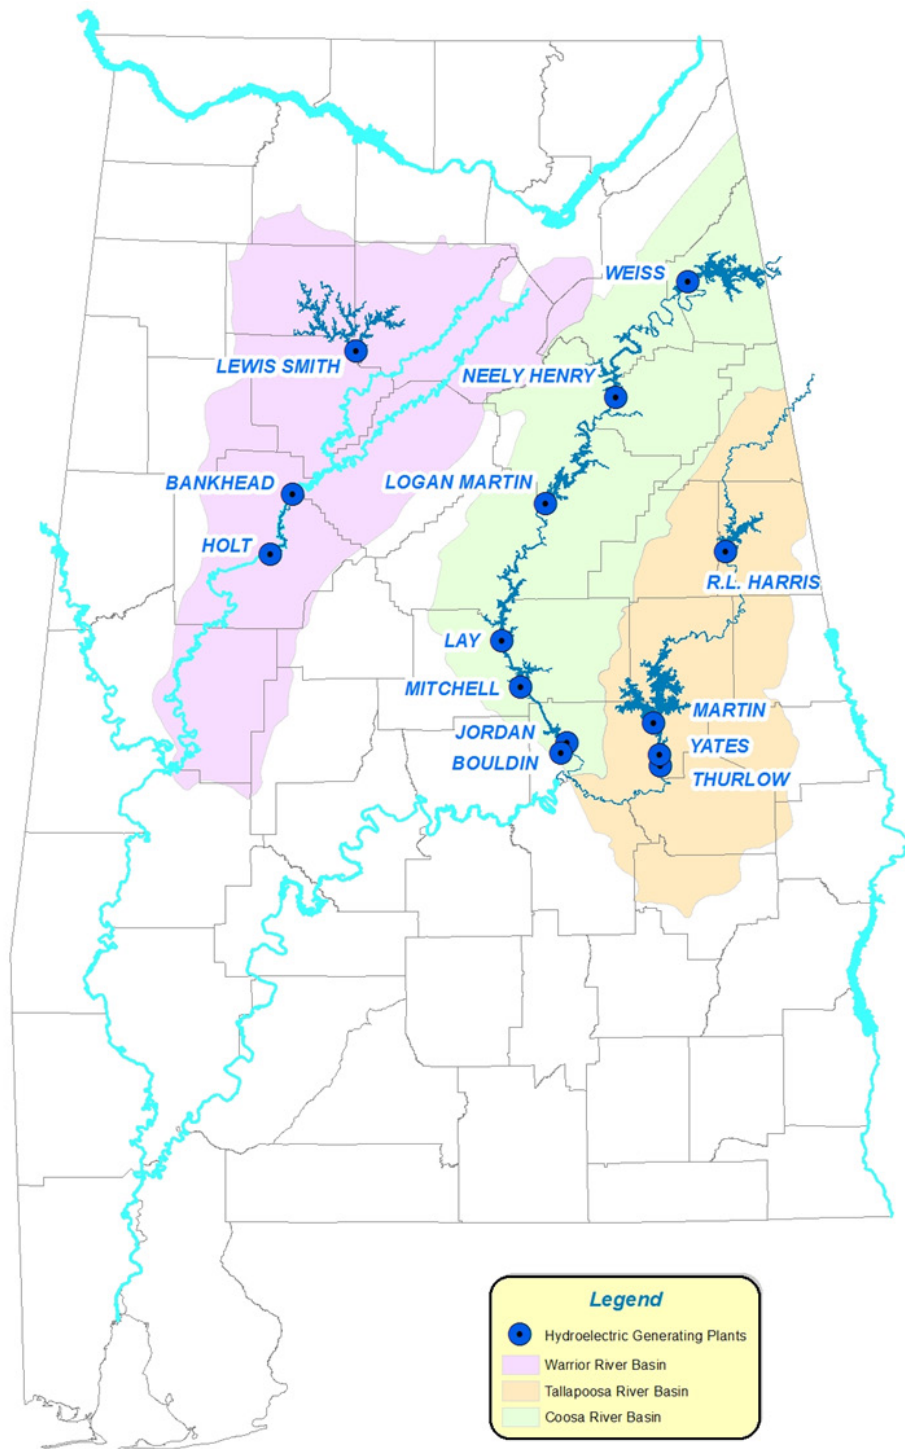 WEISS
LEWIS SMITH
NEELY HENRY
BANKHEAD
LOGAN MARTIN
HOLT
R.L. HARRIS
LAY
MITCHELL
MARTIN
JORDAN
YATES
BOULDIN
THURLOW
Legend
Hydroelectric Generating Plants
Warrior River Basin
Tallapoosa River Basin
Coosa River Basin